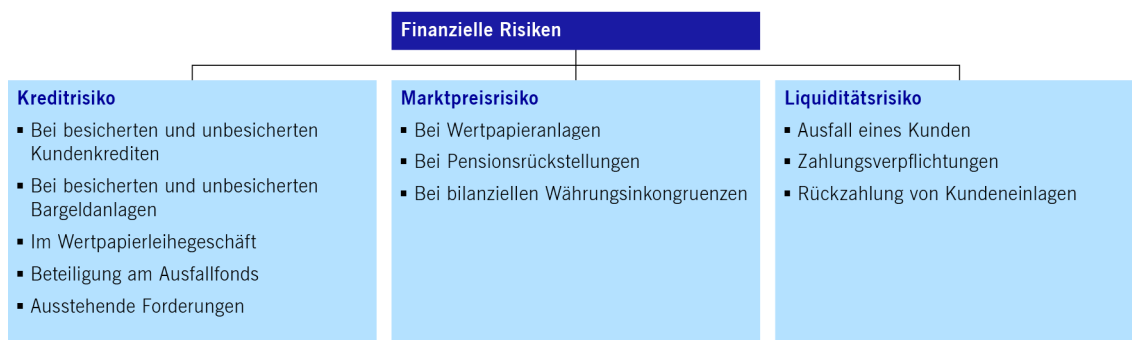 Finanzielle Risiken
Kreditrisiko
▪ Bei besicherten und unbesicherten
Kundenkrediten
▪ Bei besicherten und unbesicherten
Bargeldanlagen
▪ Im Wertpapierleihegeschäft
▪ Beteiligung am Ausfallfonds
▪ Ausstehende Forderungen
Marktpreisrisiko
▪ Bei Wertpapieranlagen
▪ Bei Pensionsrückstellungen
▪ Bei bilanziellen Währungsinkongruenzen
Liquiditätsrisiko
▪ Ausfall eines Kunden
▪ Zahlungsverpflichtungen
▪ Rückzahlung von Kundeneinlagen